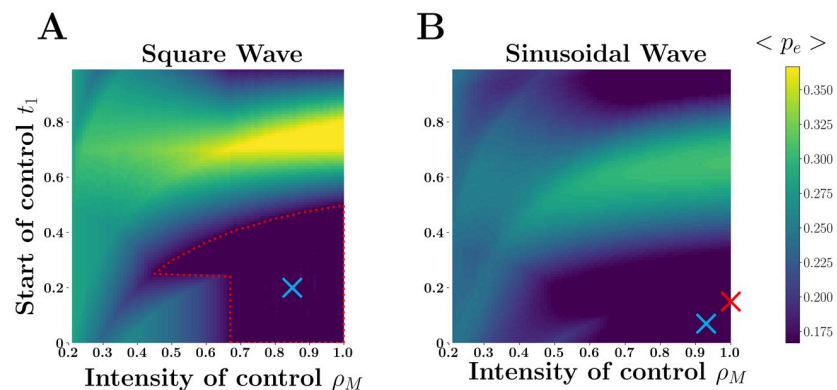 A
Square Wave
Start of control t₁
0.8
0.6
0.4
0.2
0
0.2 0.3 0.4 0.5 0.6 0.7 0.8 0.9 1.0
Intensity of control ρ_M
B
Sinusoidal Wave
0.8
0.6
0.4
0.2
0
0.2 0.3 0.4 0.5 0.6 0.7 0.8 0.9 1.0
Intensity of control ρ_M
< p_e >
0.350
0.325
0.300
0.275
0.250
0.225
0.200
0.175